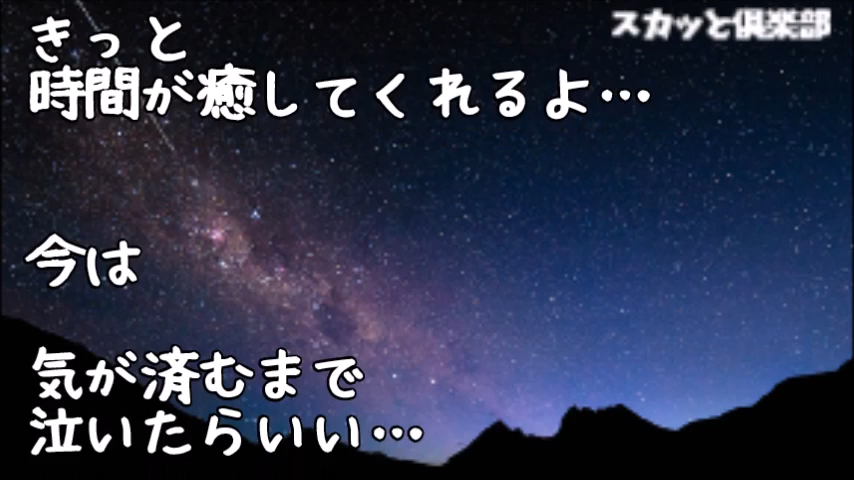 スカッと倶楽部
きっと
時間が癒してくれるよ…
今は
気が済むまで
泣いたらいい…